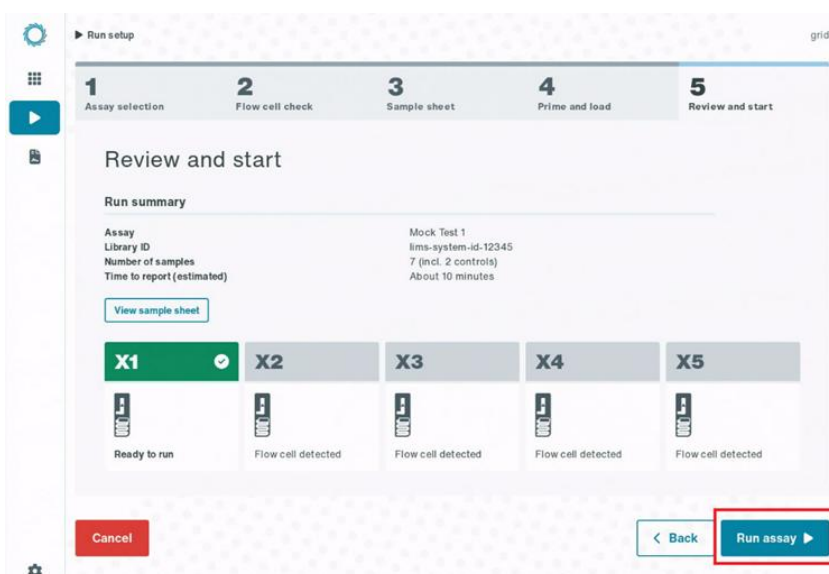 Run setup
grid
1
Assay selection
2
Flow cell check
3
Sample sheet
4
Prime and load
5
Review and start
Review and start
Run summary
Assay Mock Test 1
Library ID lims-system-id-12345
Number of samples 7 (incl. 2 controls)
Time to report (estimated) About 10 minutes
View sample sheet
X1 X2 X3 X4 X5
Ready to run Flow cell detected Flow cell detected Flow cell detected Flow cell detected
Cancel
Back
Run assay